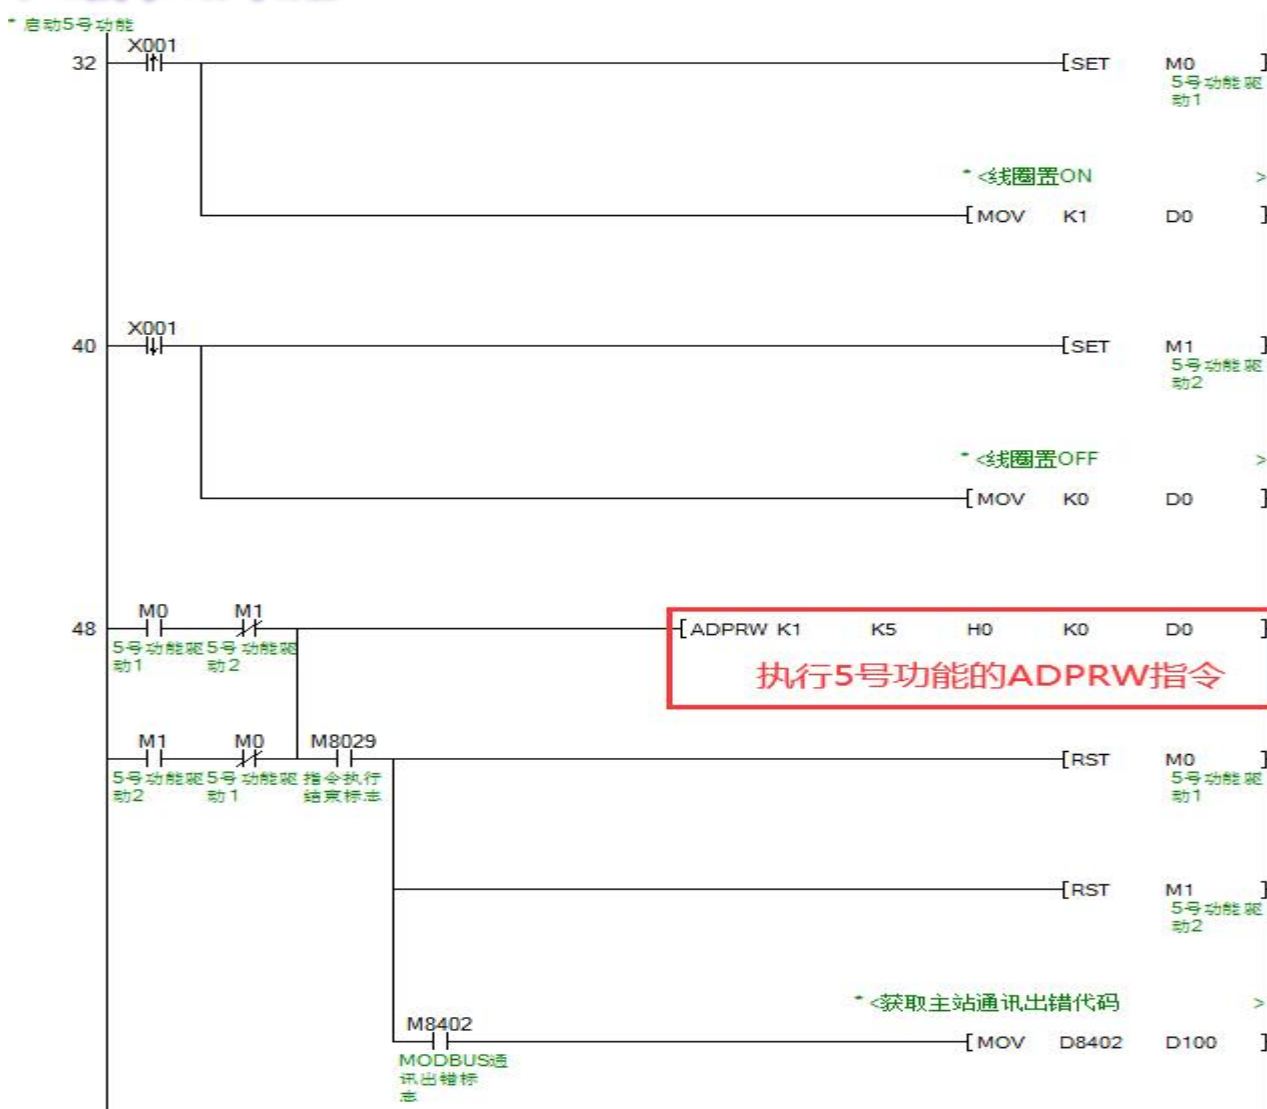 * 启动5号功能
X001
32
[SET M0 ]
5号功能驱
动1
* <线圈置ON >
[MOV K1 D0 ]
X001
40
[SET M1 ]
5号功能驱
动2
* <线圈置OFF >
[MOV K0 D0 ]
M0 M1
48
[ADPRW K1 K5 H0 K0 D0 ]
5号功能驱 5号功能驱
动1 动2
执行5号功能的ADPRW指令
M1 M0 M8029
[RST M0 ]
5号功能驱 5号功能驱 指令执行
动2 动1 结束标志
5号功能驱
动1
[RST M1 ]
5号功能驱
动2
* <获取主站通讯出错代码 >
M8402
[MOV D8402 D100 ]
MODBUS通
讯出错标
志